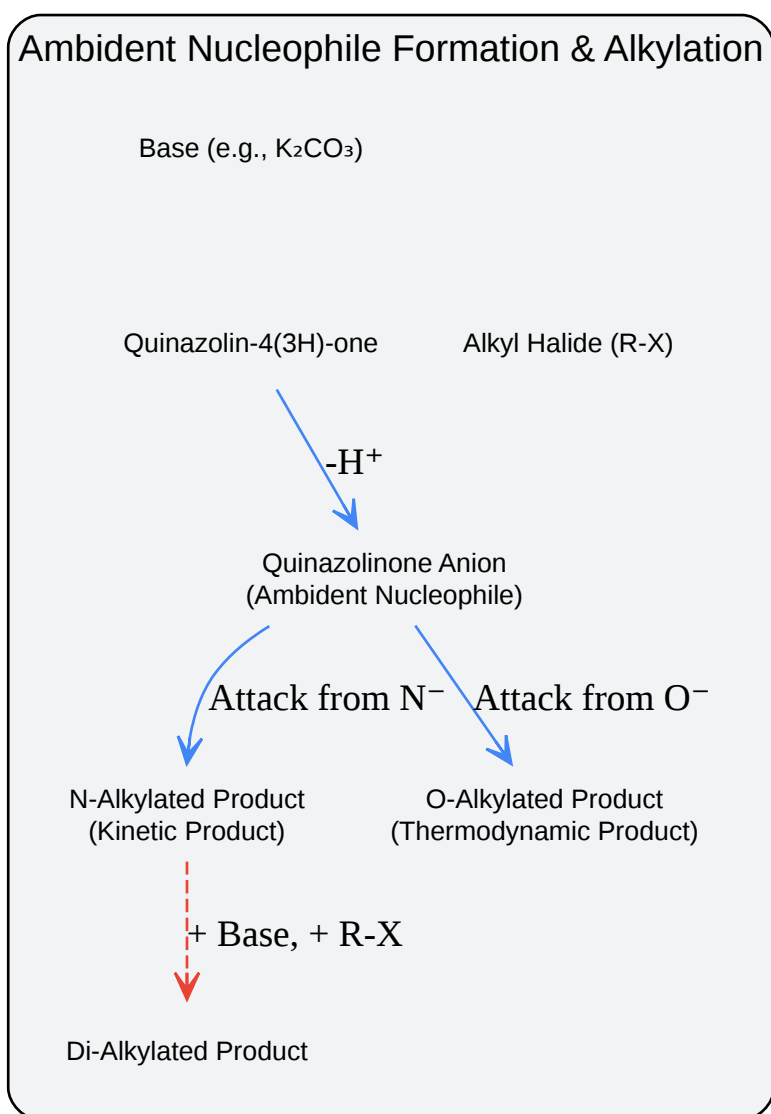 Ambident Nucleophile Formation & Alkylation
Base (e.g., K₂CO₃)
Quinazolin-4(3H)-one
Alkyl Halide (R-X)
-H⁺
Quinazolinone Anion
(Ambident Nucleophile)
Attack from N⁻
Attack from O⁻
N-Alkylated Product
(Kinetic Product)
O-Alkylated Product
(Thermodynamic Product)
+ Base, + R-X
Di-Alkylated Product